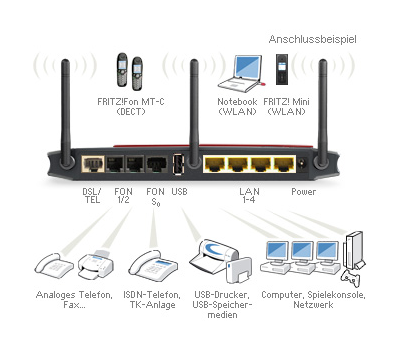 Anschlussbeispiel
FRITZ!Fon MT-C
(DECT)
Notebook
(WLAN)
FRITZ! Mini
(WLAN)
DSL/
TEL
FON
1/2
FON
S₀
USB
LAN
1-4
Power
Analoges Telefon,
Fax...
ISDN-Telefon,
TK-Anlage
USB-Drucker,
USB-Speicher-
medien
Computer, Spielekonsole,
Netzwerk